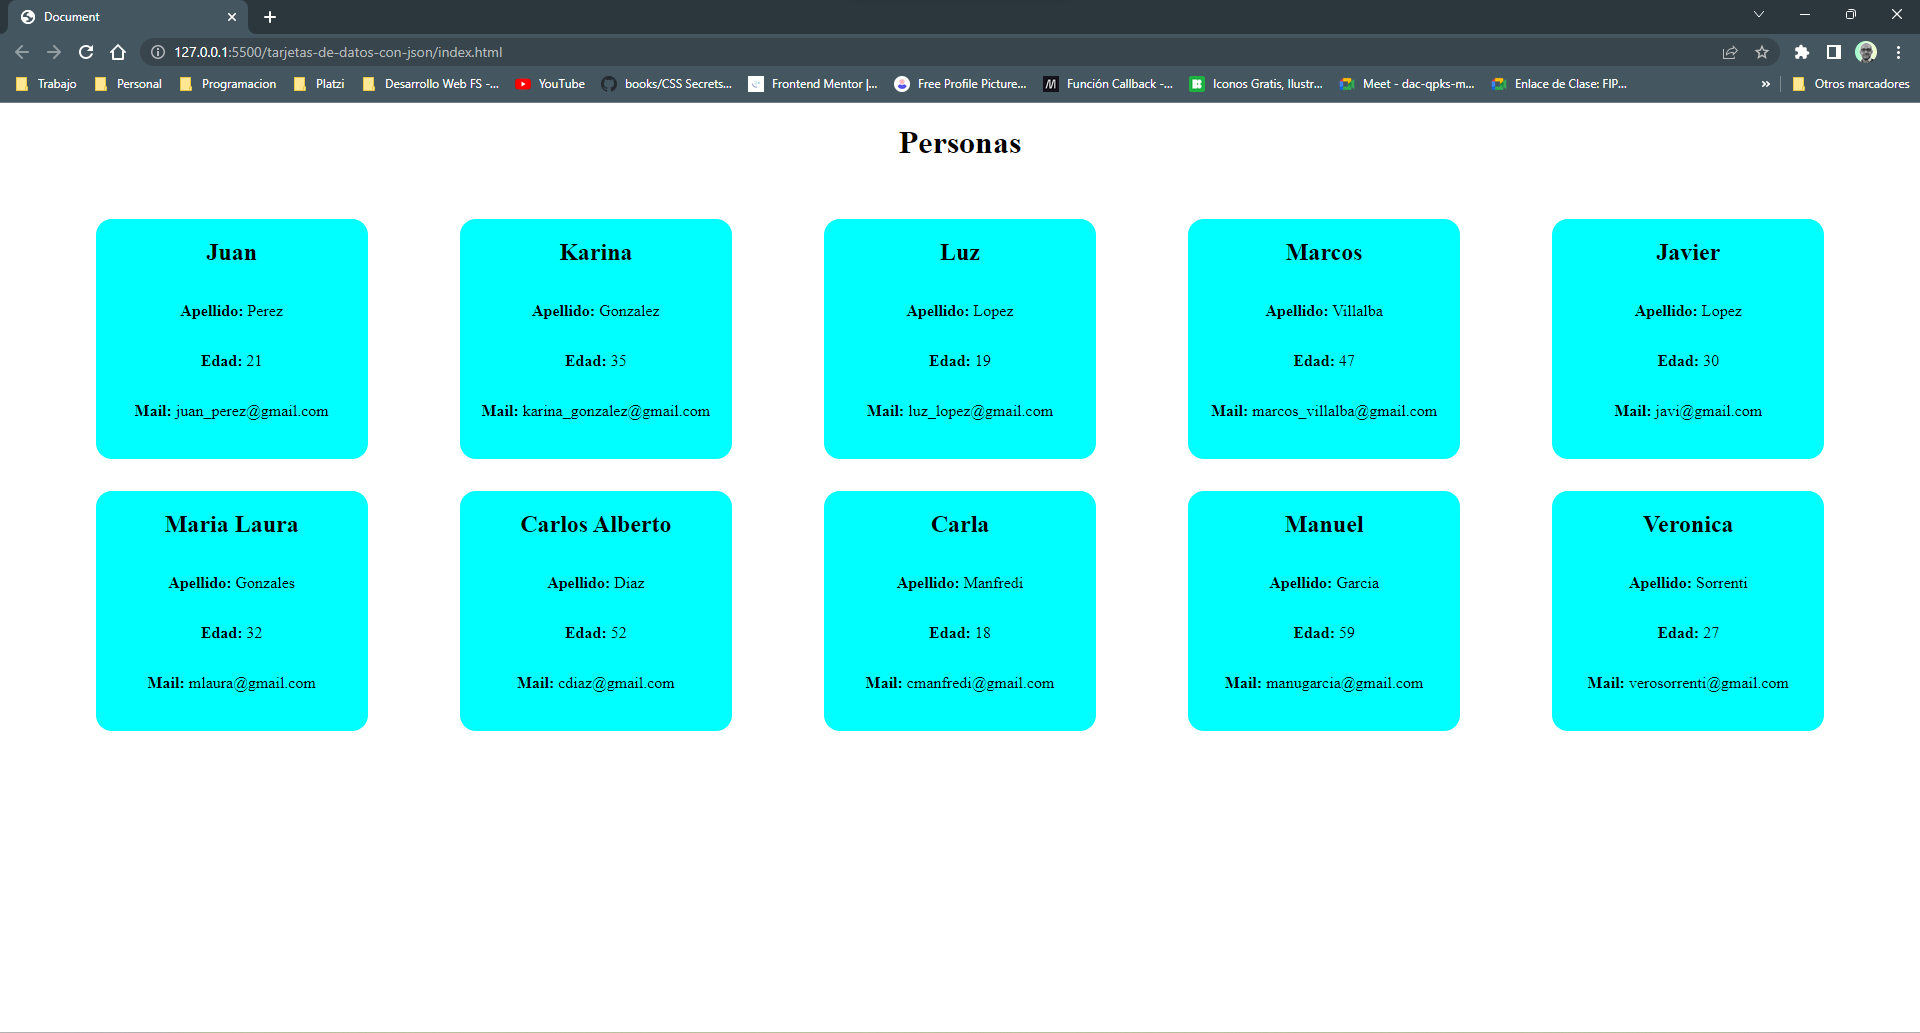 Document
127.0.0.1:5500/tarjetas-de-datos-con-json/index.html
Trabajo Personal Programacion Platzi Desarrollo Web FS -... YouTube books/CSS Secrets... Frontend Mentor |... Free Profile Picture... Función Callback -... Iconos Gratis, Ilustr... Meet - dac-qpks-m... Enlace de Clase: FIP... » Otros marcadores
Personas
Juan
Apellido: Perez
Edad: 21
Mail: juan_perez@gmail.com
Karina
Apellido: Gonzalez
Edad: 35
Mail: karina_gonzalez@gmail.com
Luz
Apellido: Lopez
Edad: 19
Mail: luz_lopez@gmail.com
Marcos
Apellido: Villalba
Edad: 47
Mail: marcos_villalba@gmail.com
Javier
Apellido: Lopez
Edad: 30
Mail: javi@gmail.com
Maria Laura
Apellido: Gonzales
Edad: 32
Mail: mlaura@gmail.com
Carlos Alberto
Apellido: Diaz
Edad: 52
Mail: cdiaz@gmail.com
Carla
Apellido: Manfredi
Edad: 18
Mail: cmanfredi@gmail.com
Manuel
Apellido: Garcia
Edad: 59
Mail: manugarcia@gmail.com
Veronica
Apellido: Sorrenti
Edad: 27
Mail: verosorrenti@gmail.com